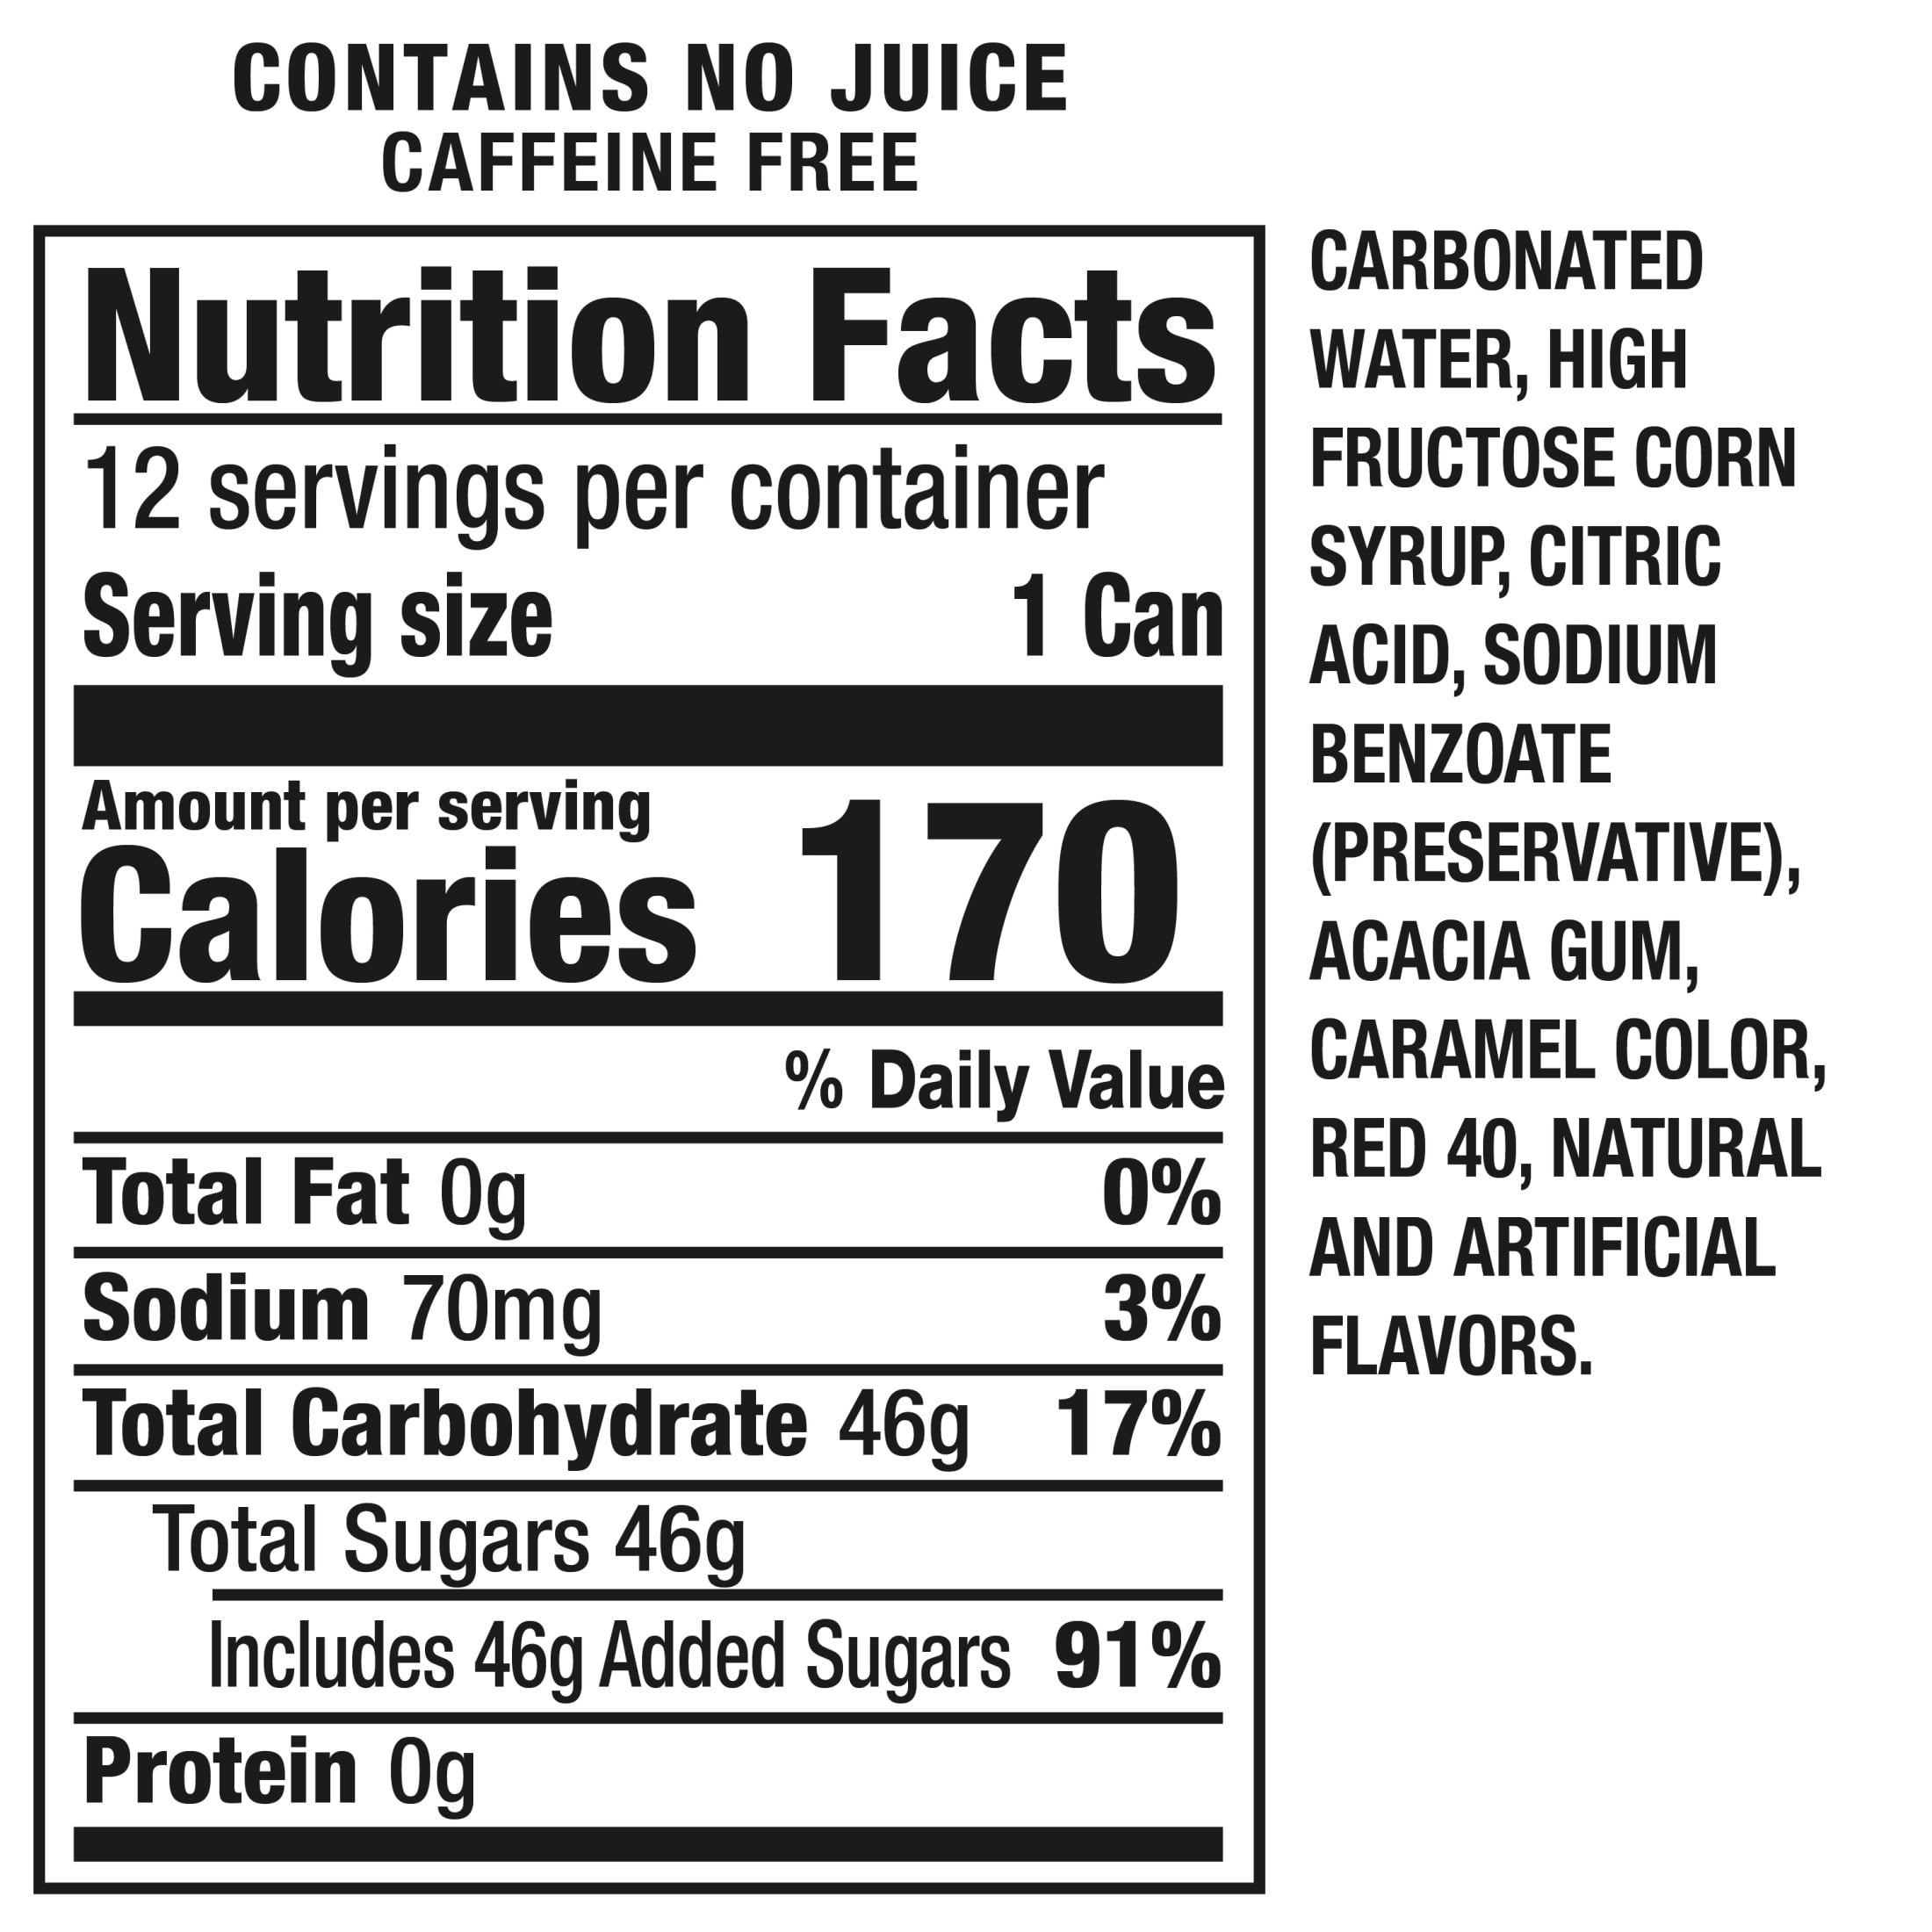 CONTAINS NO JUICE
CAFFEINE FREE
Nutrition Facts
12 servings per container
Serving size 1 Can
Amount per serving
Calories 170
% Daily Value
Total Fat 0g 0%
Sodium 70mg 3%
Total Carbohydrate 46g 17%
Total Sugars 46g
Includes 46g Added Sugars 91%
Protein 0g
CARBONATED
WATER, HIGH
FRUCTOSE CORN
SYRUP, CITRIC
ACID, SODIUM
BENZOATE
(PRESERVATIVE),
ACACIA GUM,
CARAMEL COLOR,
RED 40, NATURAL
AND ARTIFICIAL
FLAVORS.